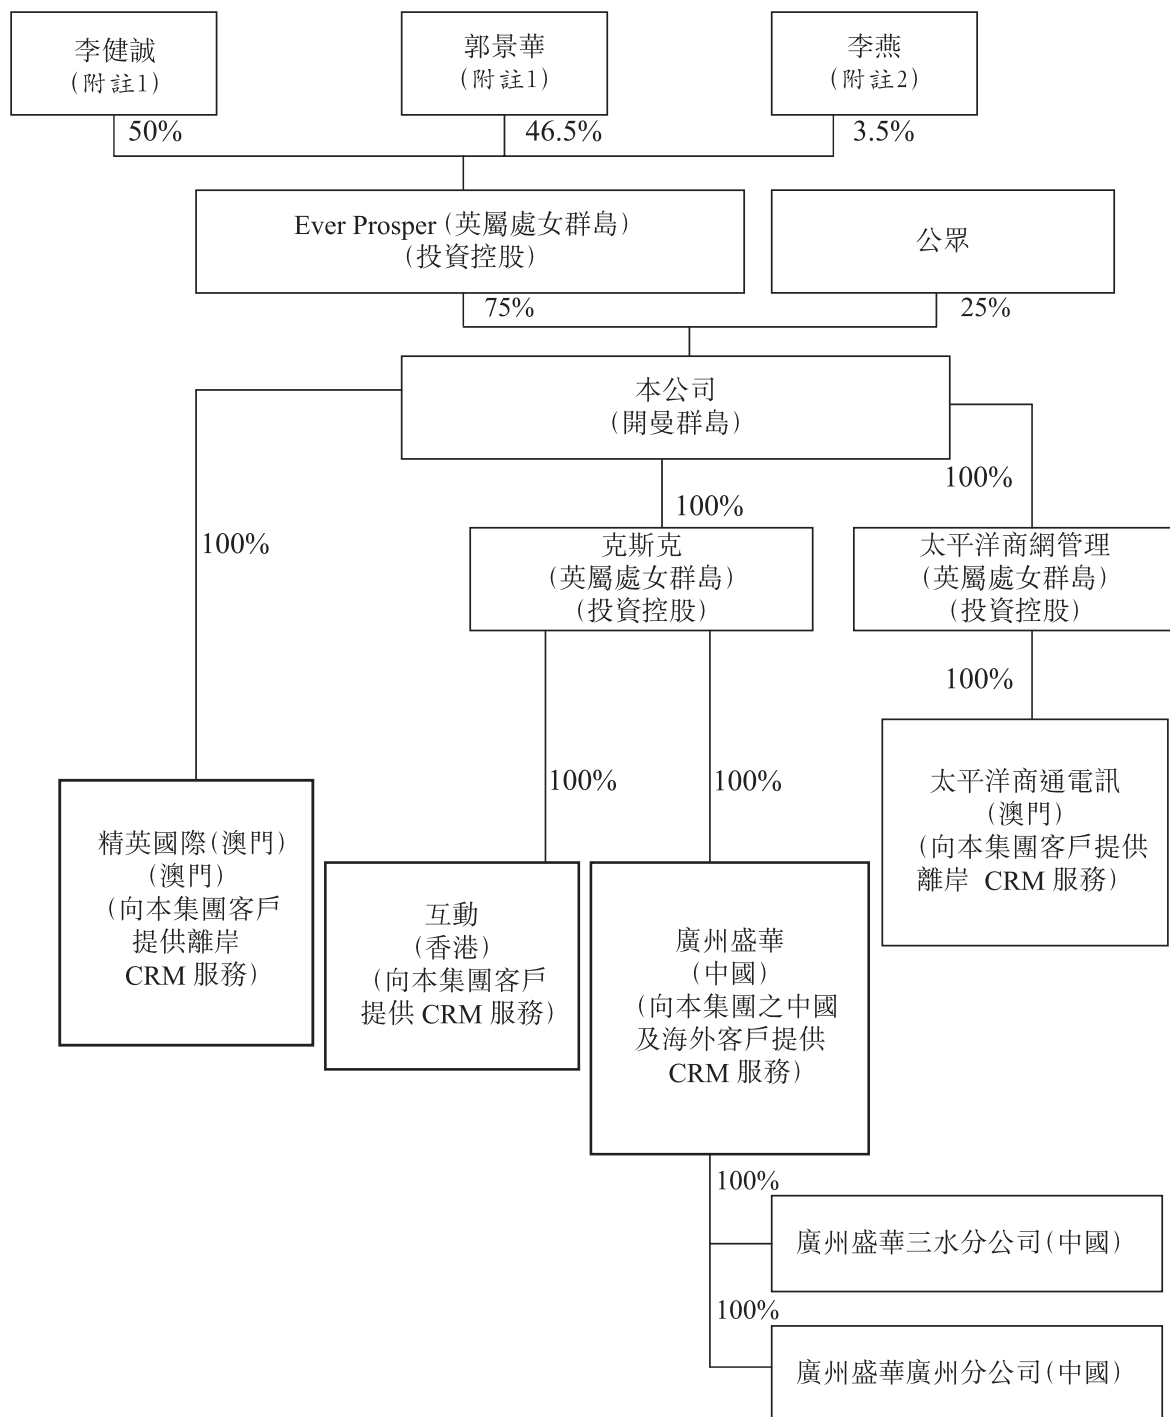 李健誠
(附註1)
郭景華
(附註1)
李燕
(附註2)
50%
46.5%
3.5%
Ever Prosper (英屬處女群島)
(投資控股)
公眾
75%
25%
本公司
(開曼群島)
100%
100%
100%
克斯克
(英屬處女群島)
(投資控股)
太平洋商網管理
(英屬處女群島)
(投資控股)
100%
100%
100%
精英國際(澳門)
(澳門)
(向本集團客戶
提供離岸
CRM 服務)
互動
(香港)
(向本集團客戶
提供 CRM 服務)
廣州盛華
(中國)
(向本集團之中國
及海外客戶提供
CRM 服務)
太平洋商通電訊
(澳門)
(向本集團客戶提供
離岸 CRM 服務)
100%
廣州盛華三水分公司(中國)
100%
廣州盛華廣州分公司(中國)